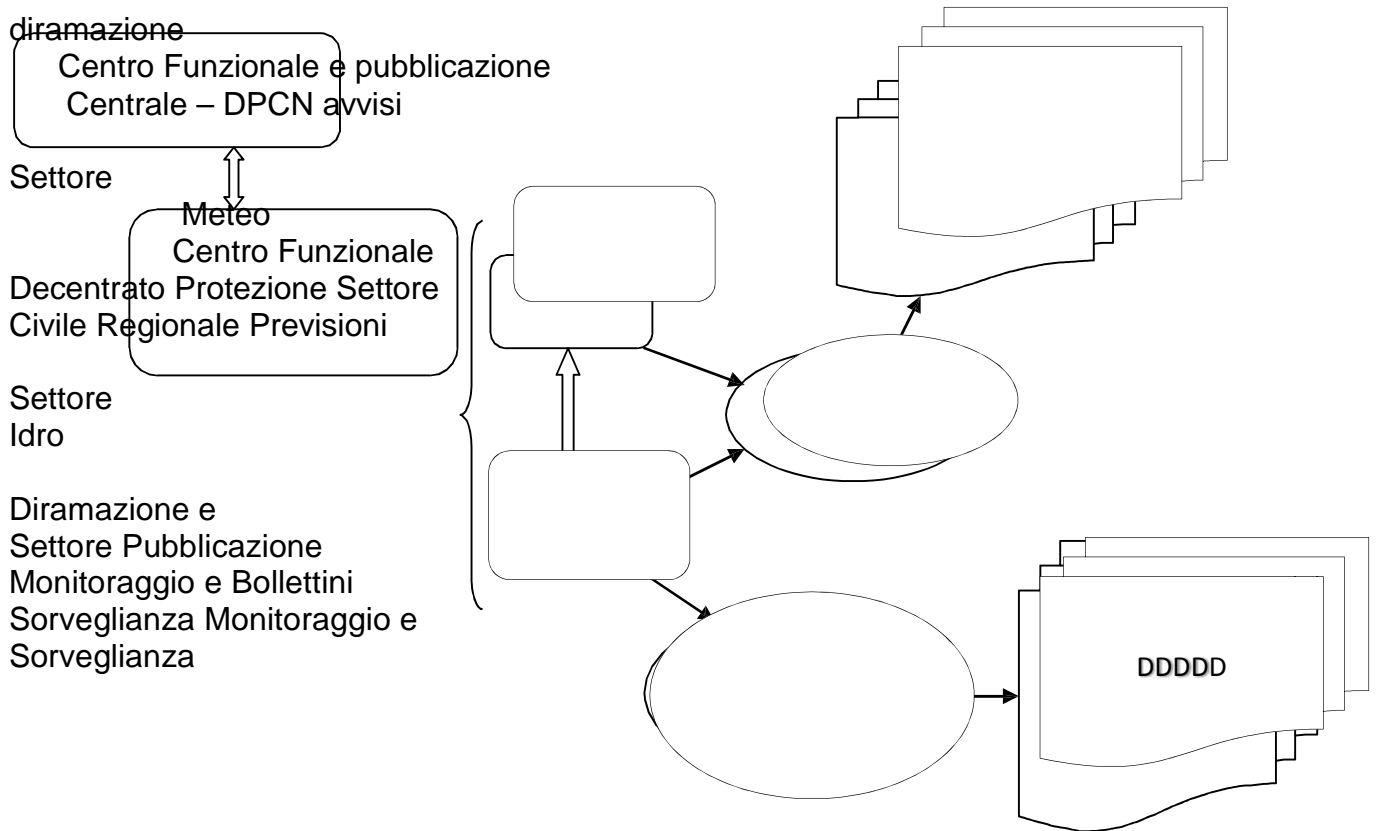 diramazione
Centro Funzionale e pubblicazione
Centrale – DPCN avvisi
Settore
Meteo
Centro Funzionale
Decentrato Protezione Settore
Civile Regionale Previsioni
Settore
Idro
Diramazione e
Settore Pubblicazione
Monitoraggio e Bollettini
Sorveglianza Monitoraggio e
Sorveglianza
DDDDD